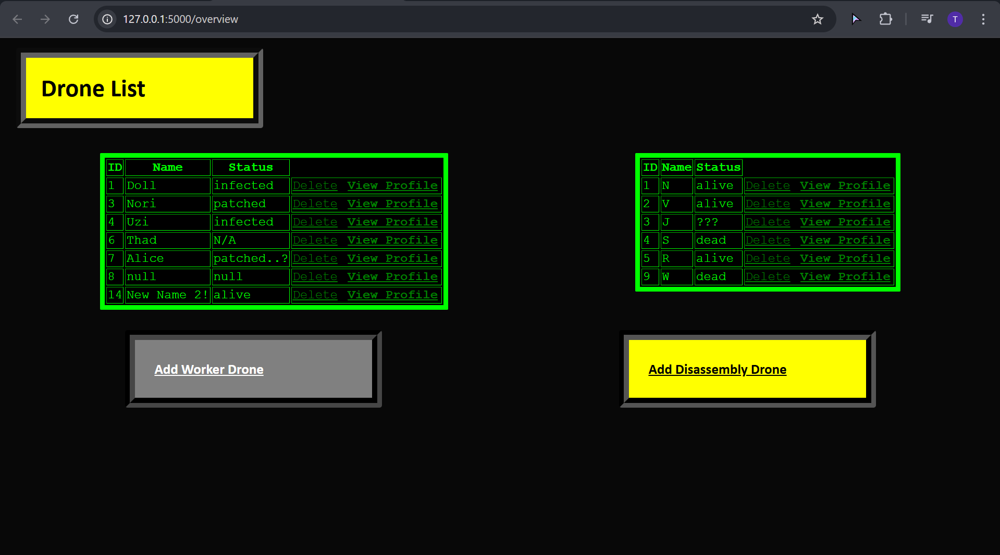 127.0.0.1:5000/overview
T
Drone List
ID Name Status
1 Doll infected Delete View Profile
3 Nori patched Delete View Profile
4 Uzi infected Delete View Profile
6 Thad N/A Delete View Profile
7 Alice patched..? Delete View Profile
8 null null Delete View Profile
14 New Name 2! alive Delete View Profile
ID Name Status
1 N alive Delete View Profile
2 V alive Delete View Profile
3 J ??? Delete View Profile
4 S dead Delete View Profile
5 R alive Delete View Profile
9 W dead Delete View Profile
Add Worker Drone
Add Disassembly Drone